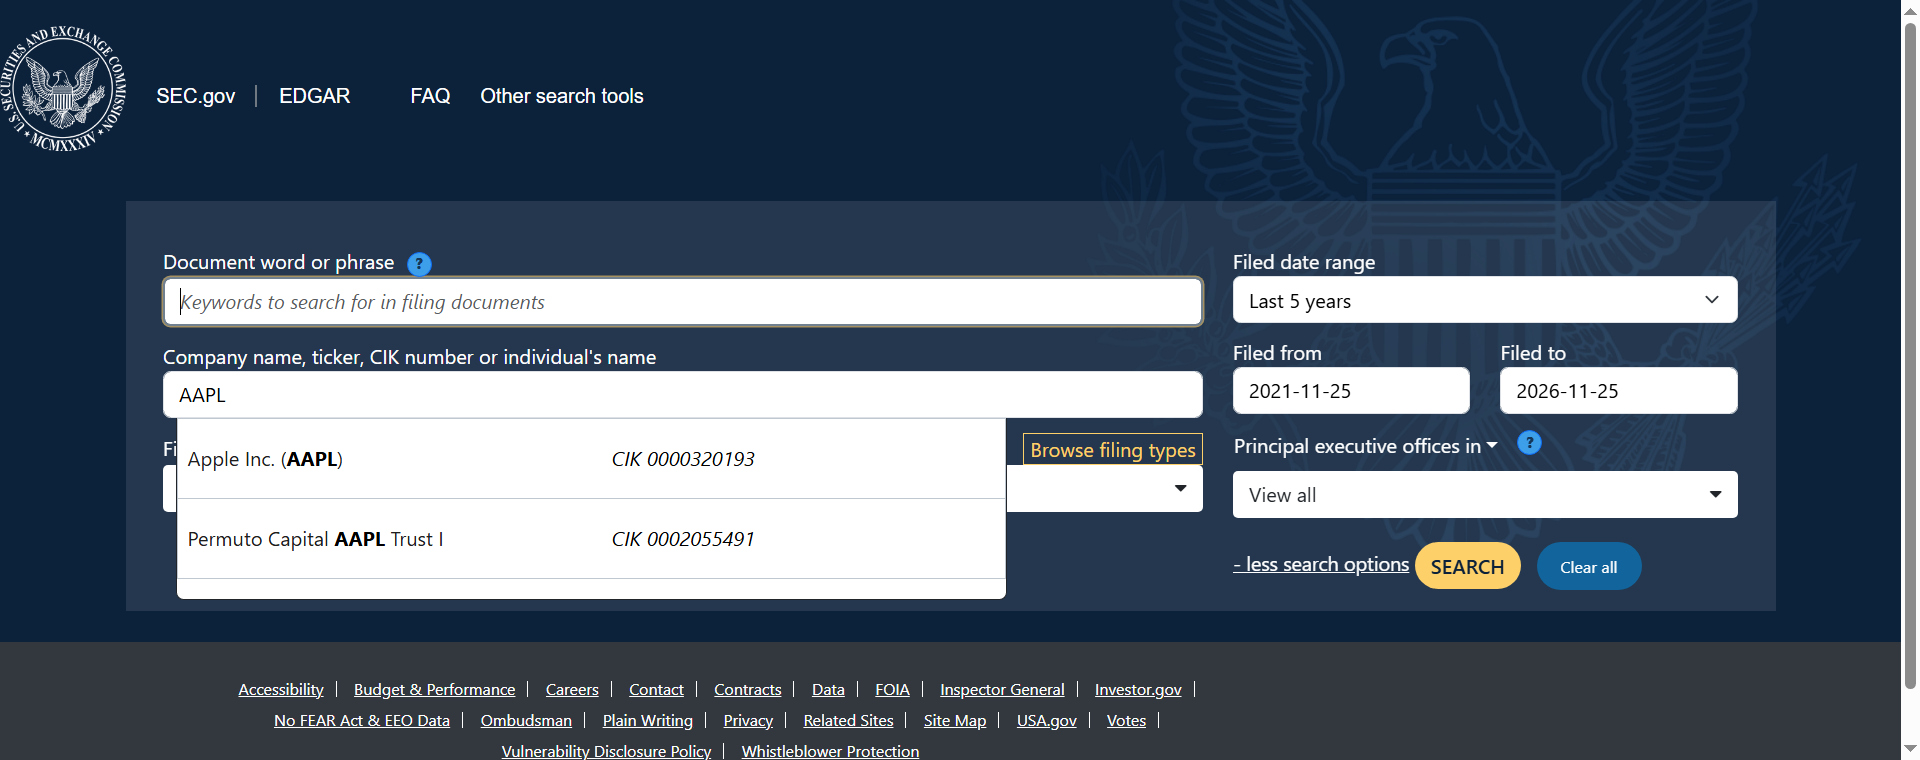 U.S. SECURITIES AND EXCHANGE COMMISSION
MCMXXXIV
SEC.gov EDGAR FAQ Other search tools
Document word or phrase ?
Keywords to search for in filing documents
Company name, ticker, CIK number or individual's name
AAPL
Apple Inc. (AAPL) CIK 0000320193
Permuto Capital AAPL Trust I CIK 0002055491
Fi
Browse filing types
Filed date range
Last 5 years
Filed from Filed to
2021-11-25 2026-11-25
Principal executive offices in ?
View all
- less search options SEARCH Clear all
Accessibility Budget & Performance Careers Contact Contracts Data FOIA Inspector General Investor.gov
No FEAR Act & EEO Data Ombudsman Plain Writing Privacy Related Sites Site Map USA.gov Votes
Vulnerability Disclosure Policy Whistleblower Protection